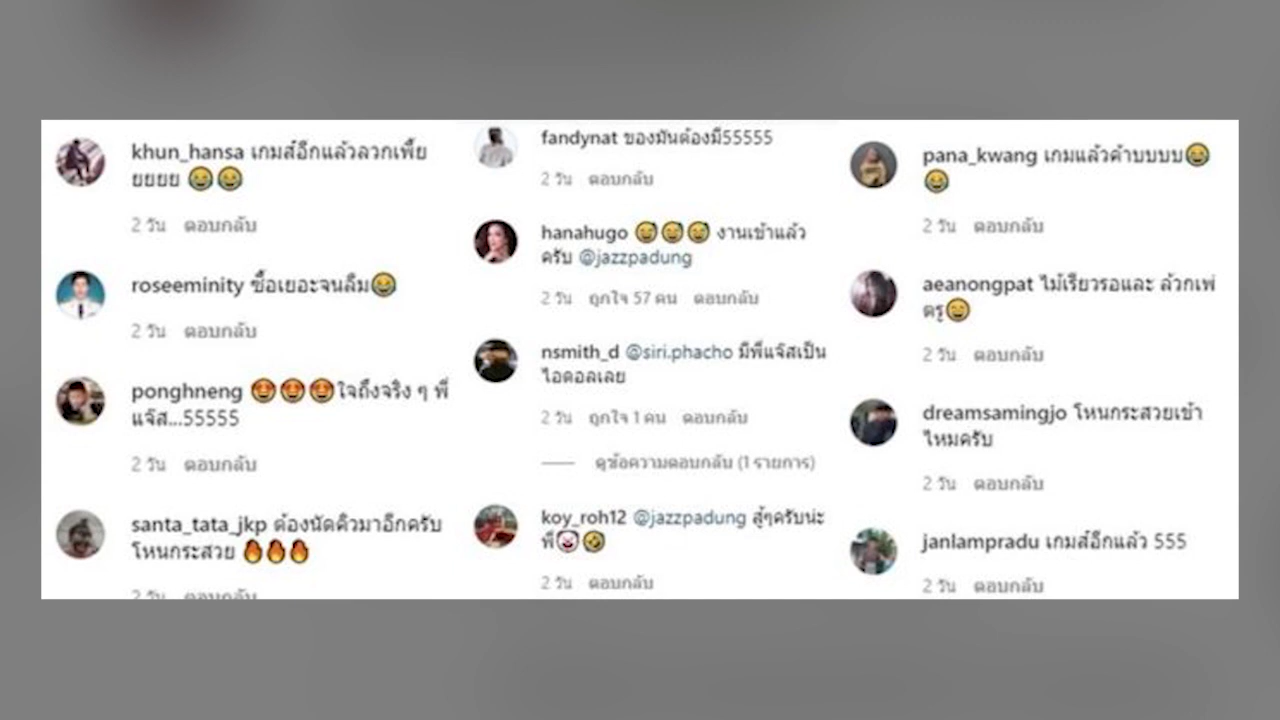 khun_hansa เกมส์อีกแล้วลวกเพี้ย
ยยยย 😂😂
2 วัน ตอบกลับ
roseeminity ซื้อเยอะจนลืม😂
2 วัน ตอบกลับ
ponghneng 🤩🤩🤩ใจถึงจริง ๆ พี่
แจ๊ส...55555
2 วัน ตอบกลับ
santa_tata_jkp ต้องนัดคิวมาอีกครับ
โหนกระสวย 🔥🔥🔥
2 วัน ตอบกลับ
fandynat ของมันต้องมี55555
2 วัน ตอบกลับ
hanahugo 😅😅😅 งานเข้าแล้ว
ครับ @jazzpadung
2 วัน ถูกใจ 57 คน ตอบกลับ
nsmith_d @siri.phacho มีพี่แจ๊สเป็น
ไอดอลเลย
2 วัน ถูกใจ 1 คน ตอบกลับ
ดูข้อความตอบกลับ (1 รายการ)
koy_roh12 @jazzpadung สู้ๆครับน่ะ
พี่🤡🤣
2 วัน ตอบกลับ
pana_kwang เกมแล้วค้าบบบบ😂
😂
2 วัน ตอบกลับ
aeanongpat ไม้เรียวรอและ ล้วกเพ่
ตรู😄
2 วัน ตอบกลับ
dreamsamingjo โหนกระสวยเข้า
ไหมครับ
2 วัน ตอบกลับ
janlampradu เกมส์อีกแล้ว 555
2 วัน ตอบกลับ